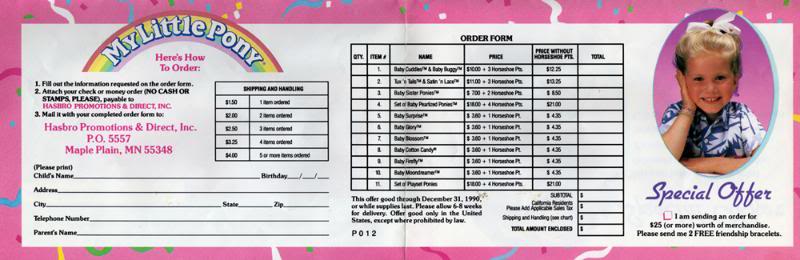 My Little Pony
Here's How
To Order:
1. Fill out the information requested on the order form.
2. Attach your check or money order (NO CASH OR
STAMPS, PLEASE), payable to
HASBRO PROMOTIONS & DIRECT, INC.
3. Mail it with your completed order form to:
Hasbro Promotions & Direct, Inc.
P.O. 5557
Maple Plain, MN 55348
SHIPPING AND HANDLING
$1.50 1 item ordered
$2.00 2 items ordered
$2.50 3 items ordered
$3.25 4 items ordered
$4.00 5 or more items ordered
(Please print)
Child's Name Birthday / /
Address
City State Zip
Telephone Number
Parent's Name
ORDER FORM
QTY. ITEM # NAME PRICE WITHOUT HORSESHOE PTS. TOTAL
1. Baby Cuddles™ & Baby Buggy™ $10.00 + 3 Horseshoe Pts. $12.25
2. Tux 'n Tails™ & Satin 'n Lace™ $11.00 + 3 Horseshoe Pts. $13.25
3. Baby Sister Ponies™ $ 7.00 + 2 Horseshoe Pts. $ 8.50
4. Set of Baby Pearlized Ponies™ $18.00 + 4 Horseshoe Pts. $21.00
5. Baby Surprise™ $ 3.60 + 1 Horseshoe Pt. $ 4.35
6. Baby Glory™ $ 3.60 + 1 Horseshoe Pt. $ 4.35
7. Baby Blossom™ $ 3.60 + 1 Horseshoe Pt. $ 4.35
8. Baby Cotton Candy® $ 3.60 + 1 Horseshoe Pt. $ 4.35
9. Baby Firefly™ $ 3.60 + 1 Horseshoe Pt. $ 4.35
10. Baby Moondreamer™ $ 3.60 + 1 Horseshoe Pt. $ 4.35
11. Set of Playset Ponies $18.00 + 4 Horseshoe Pts. $21.00
This offer good through December 31, 1990,
or while supplies last. Please allow 6-8 weeks
for delivery. Offer good only in the United
States, except where prohibited by law.
P012
SUBTOTAL $
California Residents
Please Add Applicable Sales Tax $
Shipping and Handling (see chart) $
TOTAL AMOUNT ENCLOSED $
Special Offer
I am sending an order for
$25 (or more) worth of merchandise.
Please send me 2 FREE friendship bracelets.